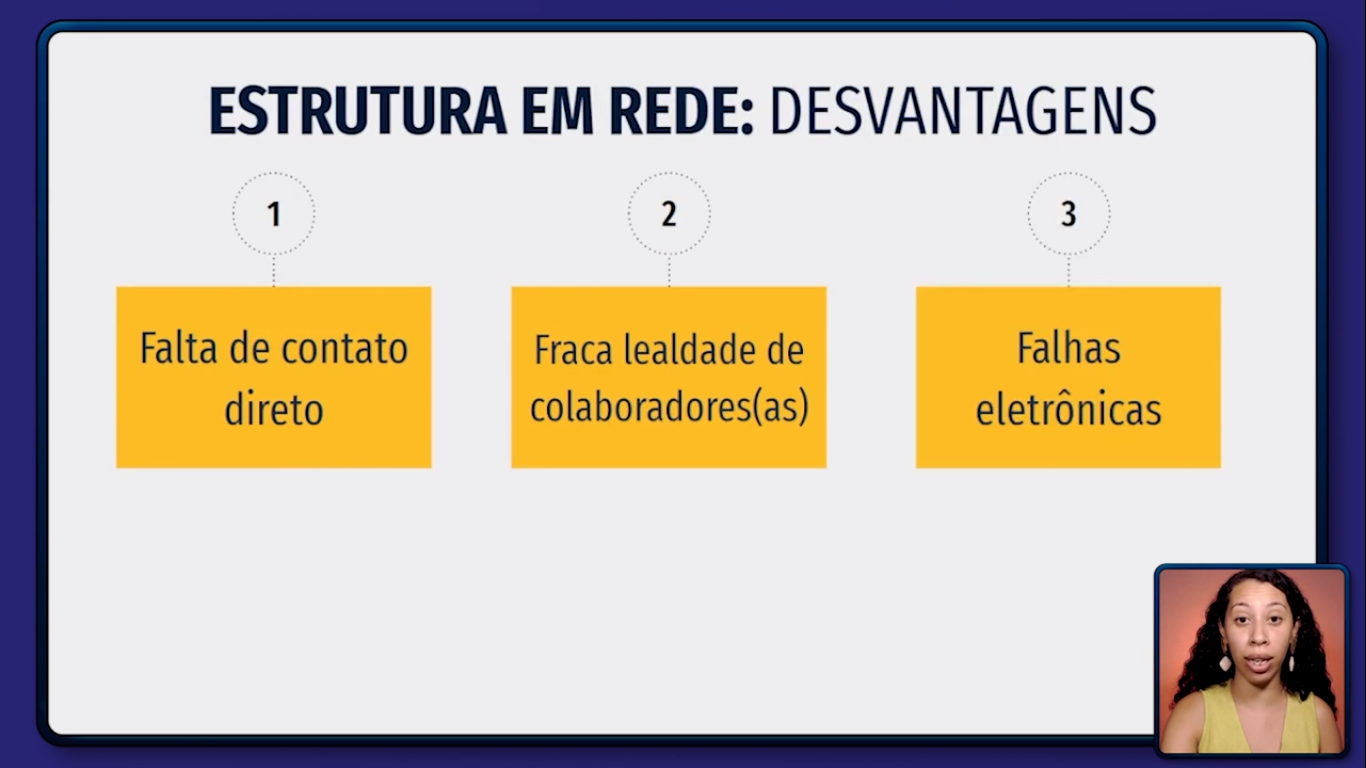 ESTRUTURA EM REDE: DESVANTAGENS
1
2
3
Falta de contato
direto
Fraca lealdade de
colaboradores(as)
Falhas
eletrônicas